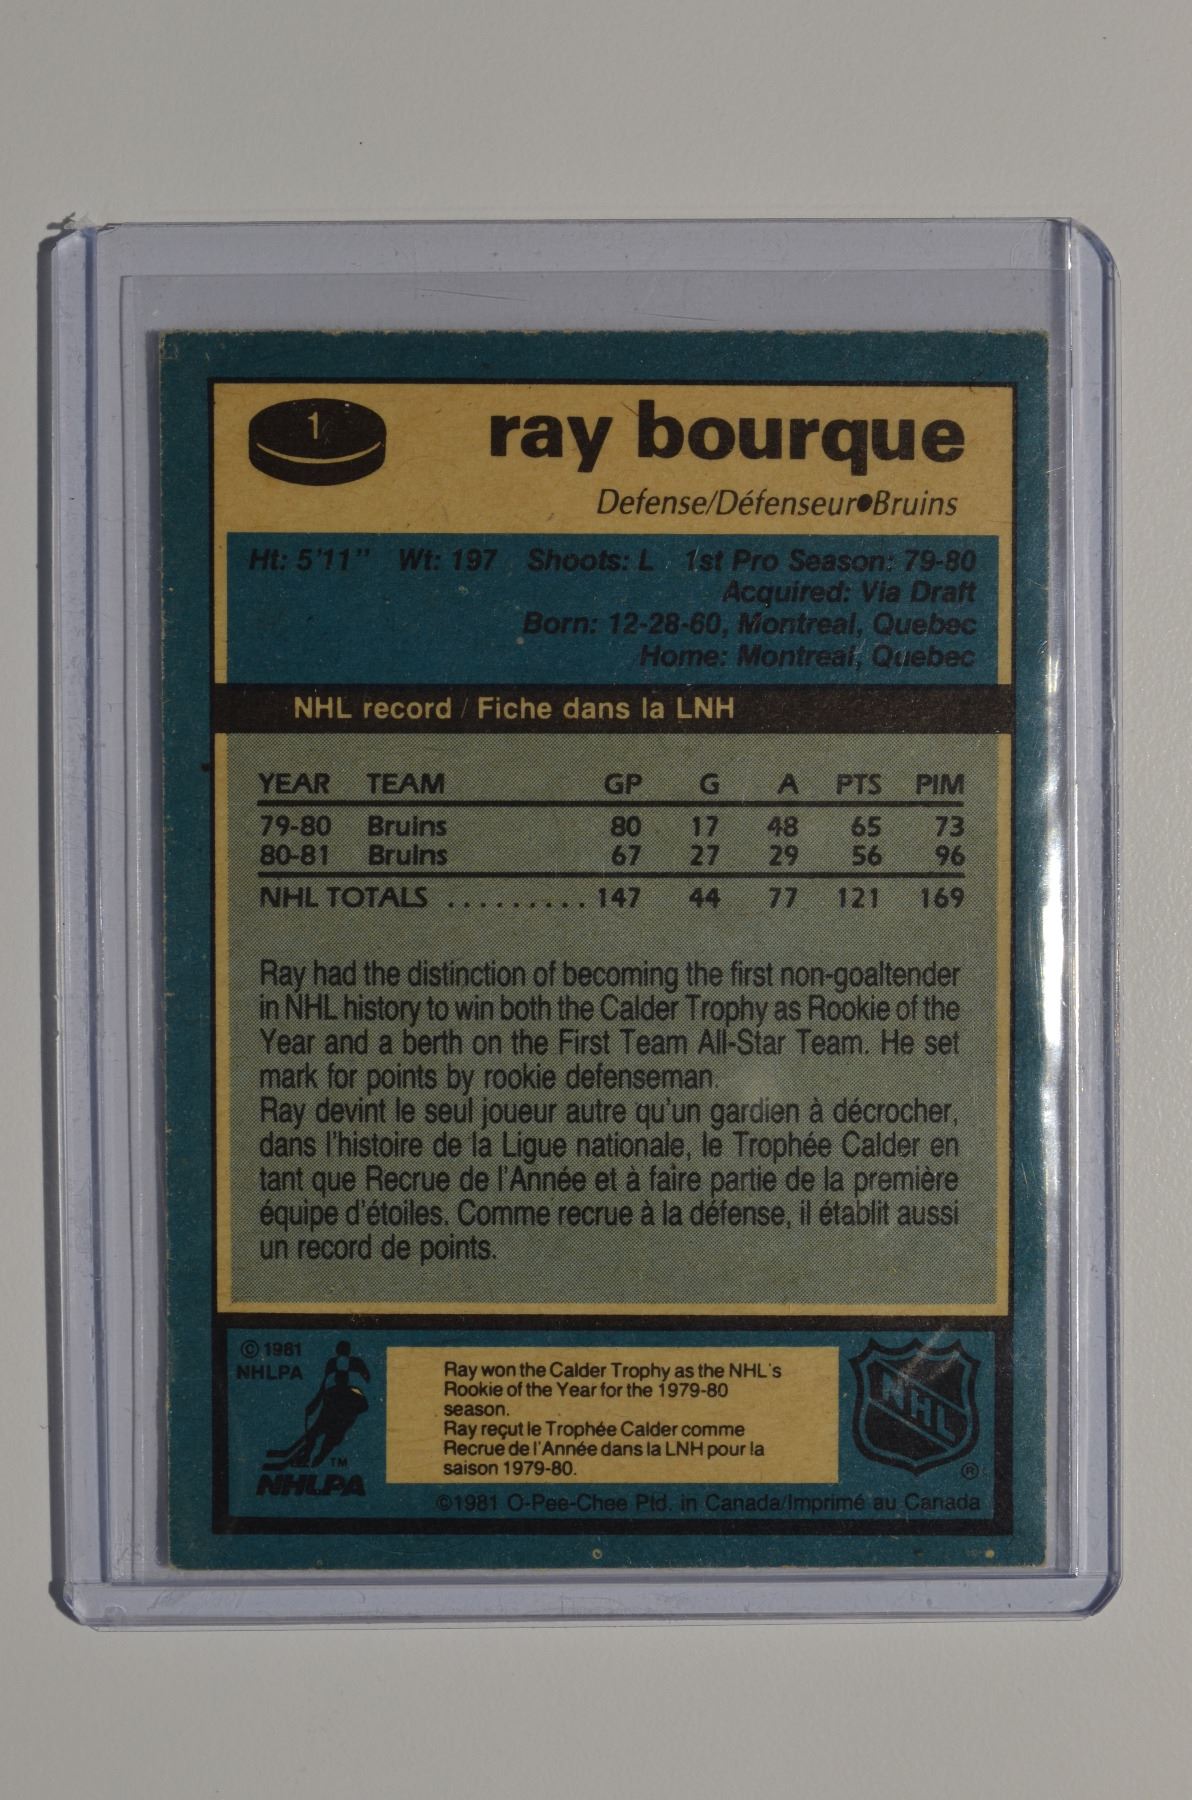 1
ray bourque
Defense/Défenseur●Bruins
Ht: 5'11" Wt: 197 Shoots: L 1st Pro Season: 79-80
Acquired: Via Draft
Born: 12-28-60, Montreal, Quebec
Home: Montreal, Quebec
NHL record / Fiche dans la LNH
YEAR TEAM GP G A PTS PIM
79-80 Bruins 80 17 48 65 73
80-81 Bruins 67 27 29 56 96
NHL TOTALS .......... 147 44 77 121 169
Ray had the distinction of becoming the first non-goaltender
in NHL history to win both the Calder Trophy as Rookie of the
Year and a berth on the First Team All-Star Team. He set
mark for points by rookie defenseman.
Ray devint le seul joueur autre qu'un gardien à décrocher,
dans l'histoire de la Ligue nationale, le Trophée Calder en
tant que Recrue de l'Année et à faire partie de la première
équipe d'étoiles. Comme recrue à la défense, il établit aussi
un record de points.
© 1981
NHLPA
TM
NHLPA
Ray won the Calder Trophy as the NHL's
Rookie of the Year for the 1979-80
season.
Ray reçut le Trophée Calder comme
Recrue de l'Année dans la LNH pour la
saison 1979-80.
NHL
®
©1981 O-Pee-Chee Ptd. in Canada/Imprimé au Canada